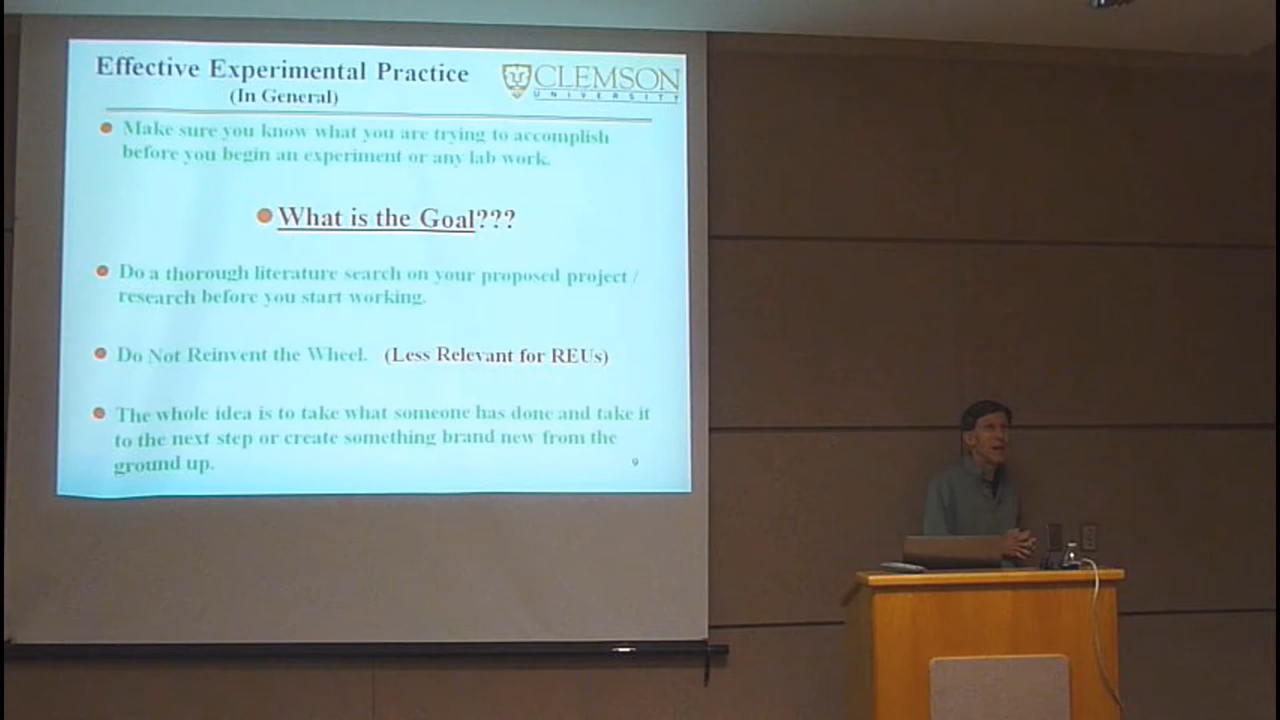 Effective Experimental Practice
(In General)
CLEMSON
UNIVERSITY
Make sure you know what you are trying to accomplish
before you begin an experiment or any lab work.
What is the Goal???
Do a thorough literature search on your proposed project /
research before you start working.
Do Not Reinvent the Wheel. (Less Relevant for REUs)
The whole idea is to take what someone has done and take it
to the next step or create something brand new from the
ground up.
9